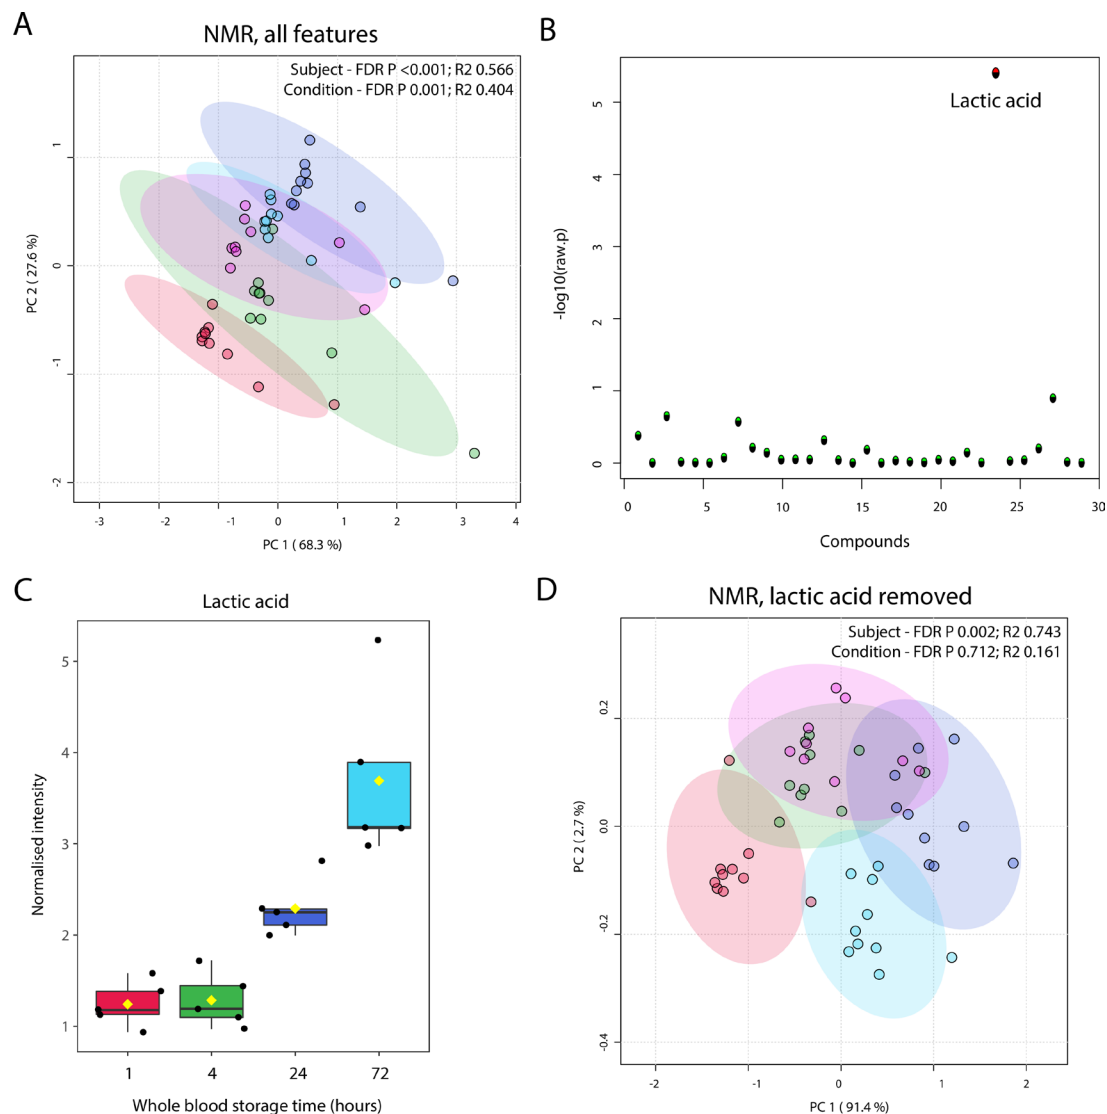 A
NMR, all features
Subject - FDR P <0.001; R2 0.566
Condition - FDR P 0.001; R2 0.404
PC 2 ( 27.6 %)
1
0
-1
-2
-3
-2
-1
0
1
2
3
4
PC 1 ( 68.3 %)
B
Lactic acid
-log10(raw.p)
5
4
3
2
1
0
0
5
10
15
20
25
30
Compounds
C
Lactic acid
Normalised intensity
5
4
3
2
1
1
4
24
72
Whole blood storage time (hours)
D
NMR, lactic acid removed
Subject - FDR P 0.002; R2 0.743
Condition - FDR P 0.712; R2 0.161
PC 2 ( 2.7 %)
0.2
0.0
-0.2
-0.4
-2
-1
0
1
2
PC 1 ( 91.4 %)